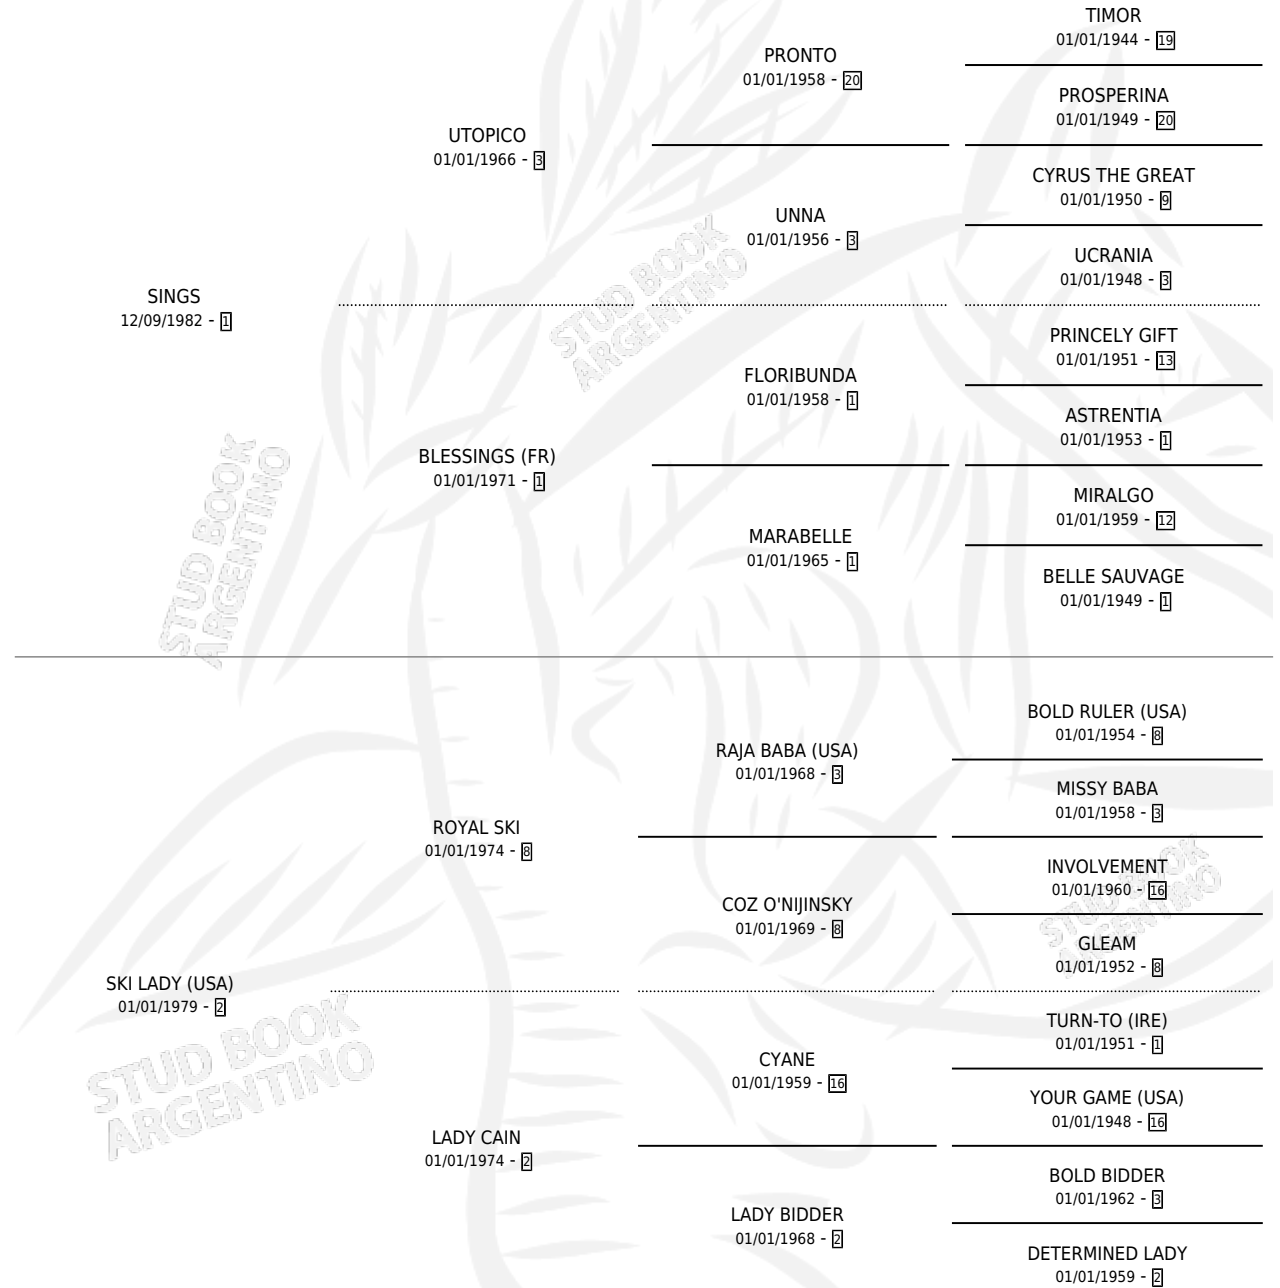 TIMOR
01/01/1944 - 19
PRONTO
01/01/1958 - 20
PROSPERINA
01/01/1949 - 20
UTOPICO
01/01/1966 - 3
CYRUS THE GREAT
01/01/1950 - 9
UNNA
01/01/1956 - 3
UCRANIA
01/01/1948 - 3
SINGS
12/09/1982 - 1
PRINCELY GIFT
01/01/1951 - 13
FLORIBUNDA
01/01/1958 - 1
ASTRENTIA
01/01/1953 - 1
BLESSINGS (FR)
01/01/1971 - 1
MIRALGO
01/01/1959 - 12
MARABELLE
01/01/1965 - 1
BELLE SAUVAGE
01/01/1949 - 1
BOLD RULER (USA)
01/01/1954 - 8
RAJA BABA (USA)
01/01/1968 - 3
MISSY BABA
01/01/1958 - 3
ROYAL SKI
01/01/1974 - 8
INVOLVEMENT
01/01/1960 - 16
COZ O'NIJINSKY
01/01/1969 - 8
GLEAM
01/01/1952 - 8
SKI LADY (USA)
01/01/1979 - 2
TURN-TO (IRE)
01/01/1951 - 1
CYANE
01/01/1959 - 16
YOUR GAME (USA)
01/01/1948 - 16
LADY CAIN
01/01/1974 - 2
BOLD BIDDER
01/01/1962 - 3
LADY BIDDER
01/01/1968 - 2
DETERMINED LADY
01/01/1959 - 2
STUD BOOK
ARGENTINO
STUD BOOK
ARGENTINO
STUD BOOK
ARGENTINO
STUD BOOK
ARGENTINO